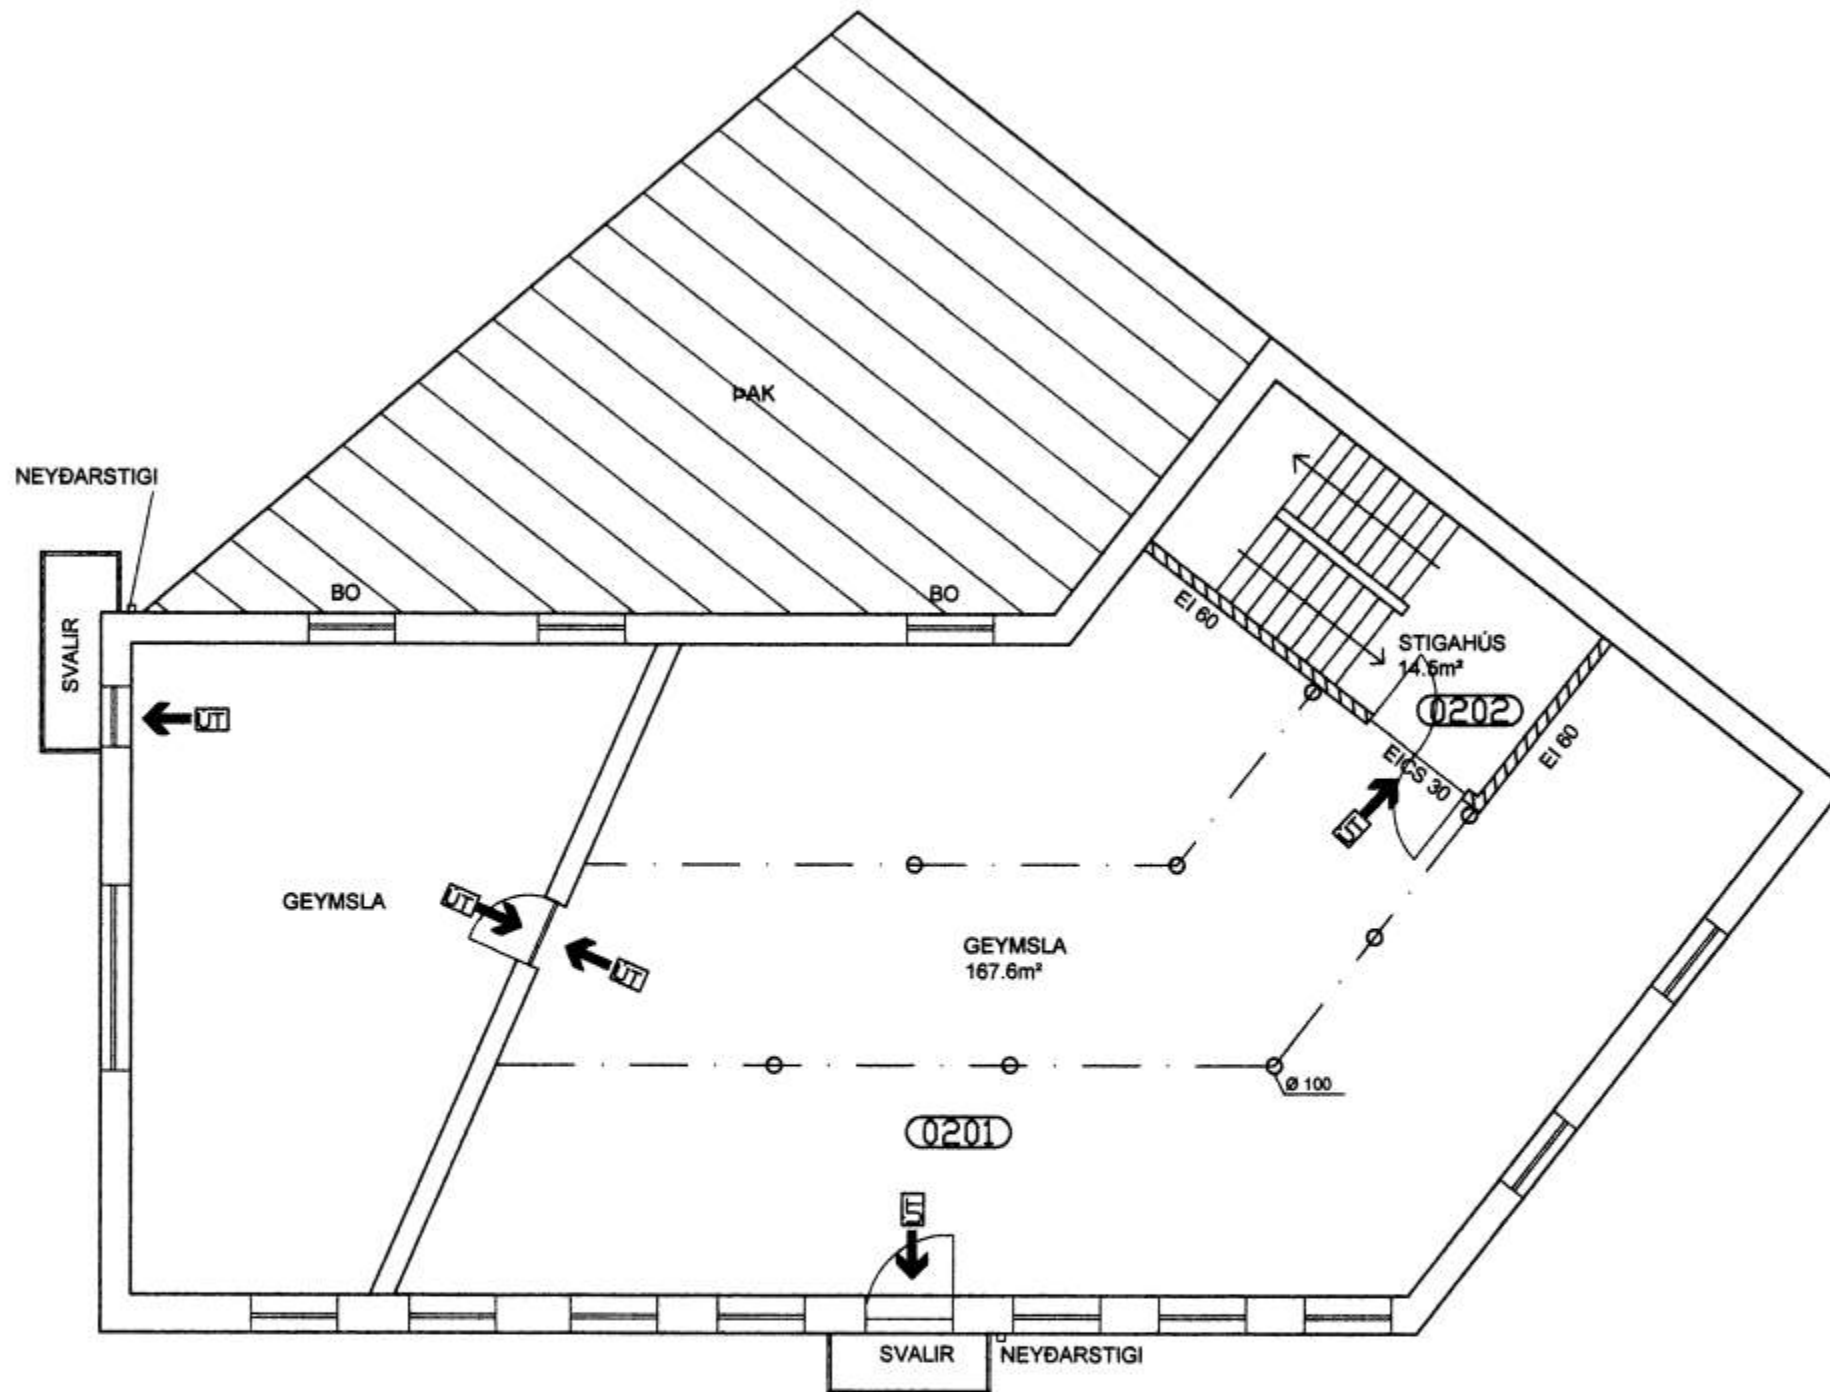 ÞAK
NEYÐARSTIGI
BO
BO
SVALIR
ÚT
EI 60
STIGAHÚS
14.5m²
0202
EI 60
EICS 30
ÚT
GEYMSLA
ÚT
ÚT
GEYMSLA
167.6m²
Ø 100
0201
ÚT
SVALIR
NEYÐARSTIGI